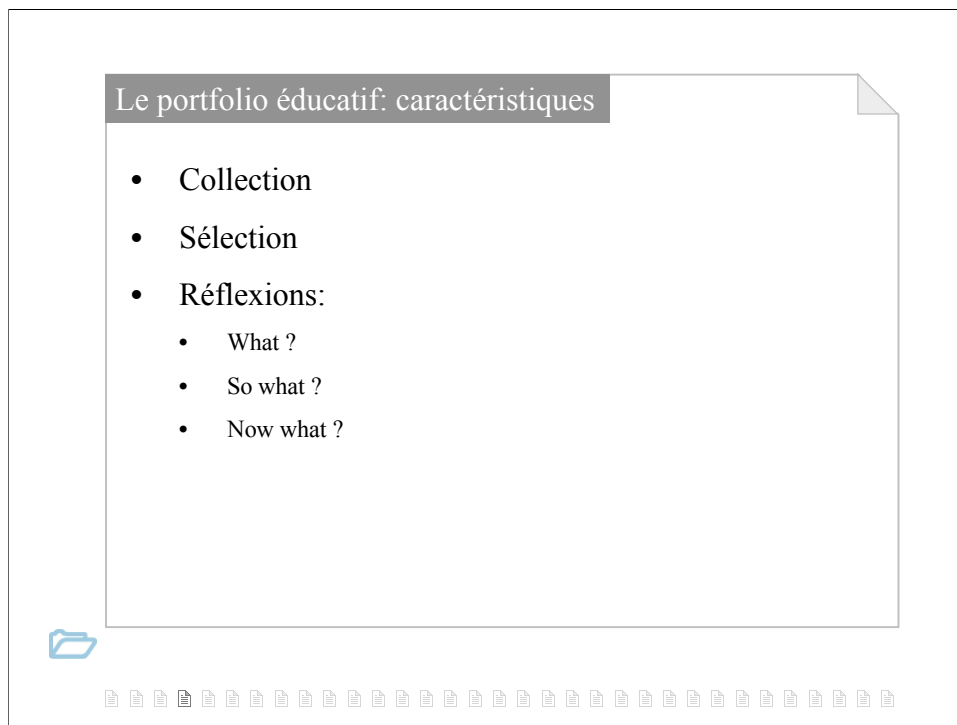 Le portfolio éducatif: caractéristiques
• Collection
• Sélection
• Réflexions:
• What ?
• So what ?
• Now what ?